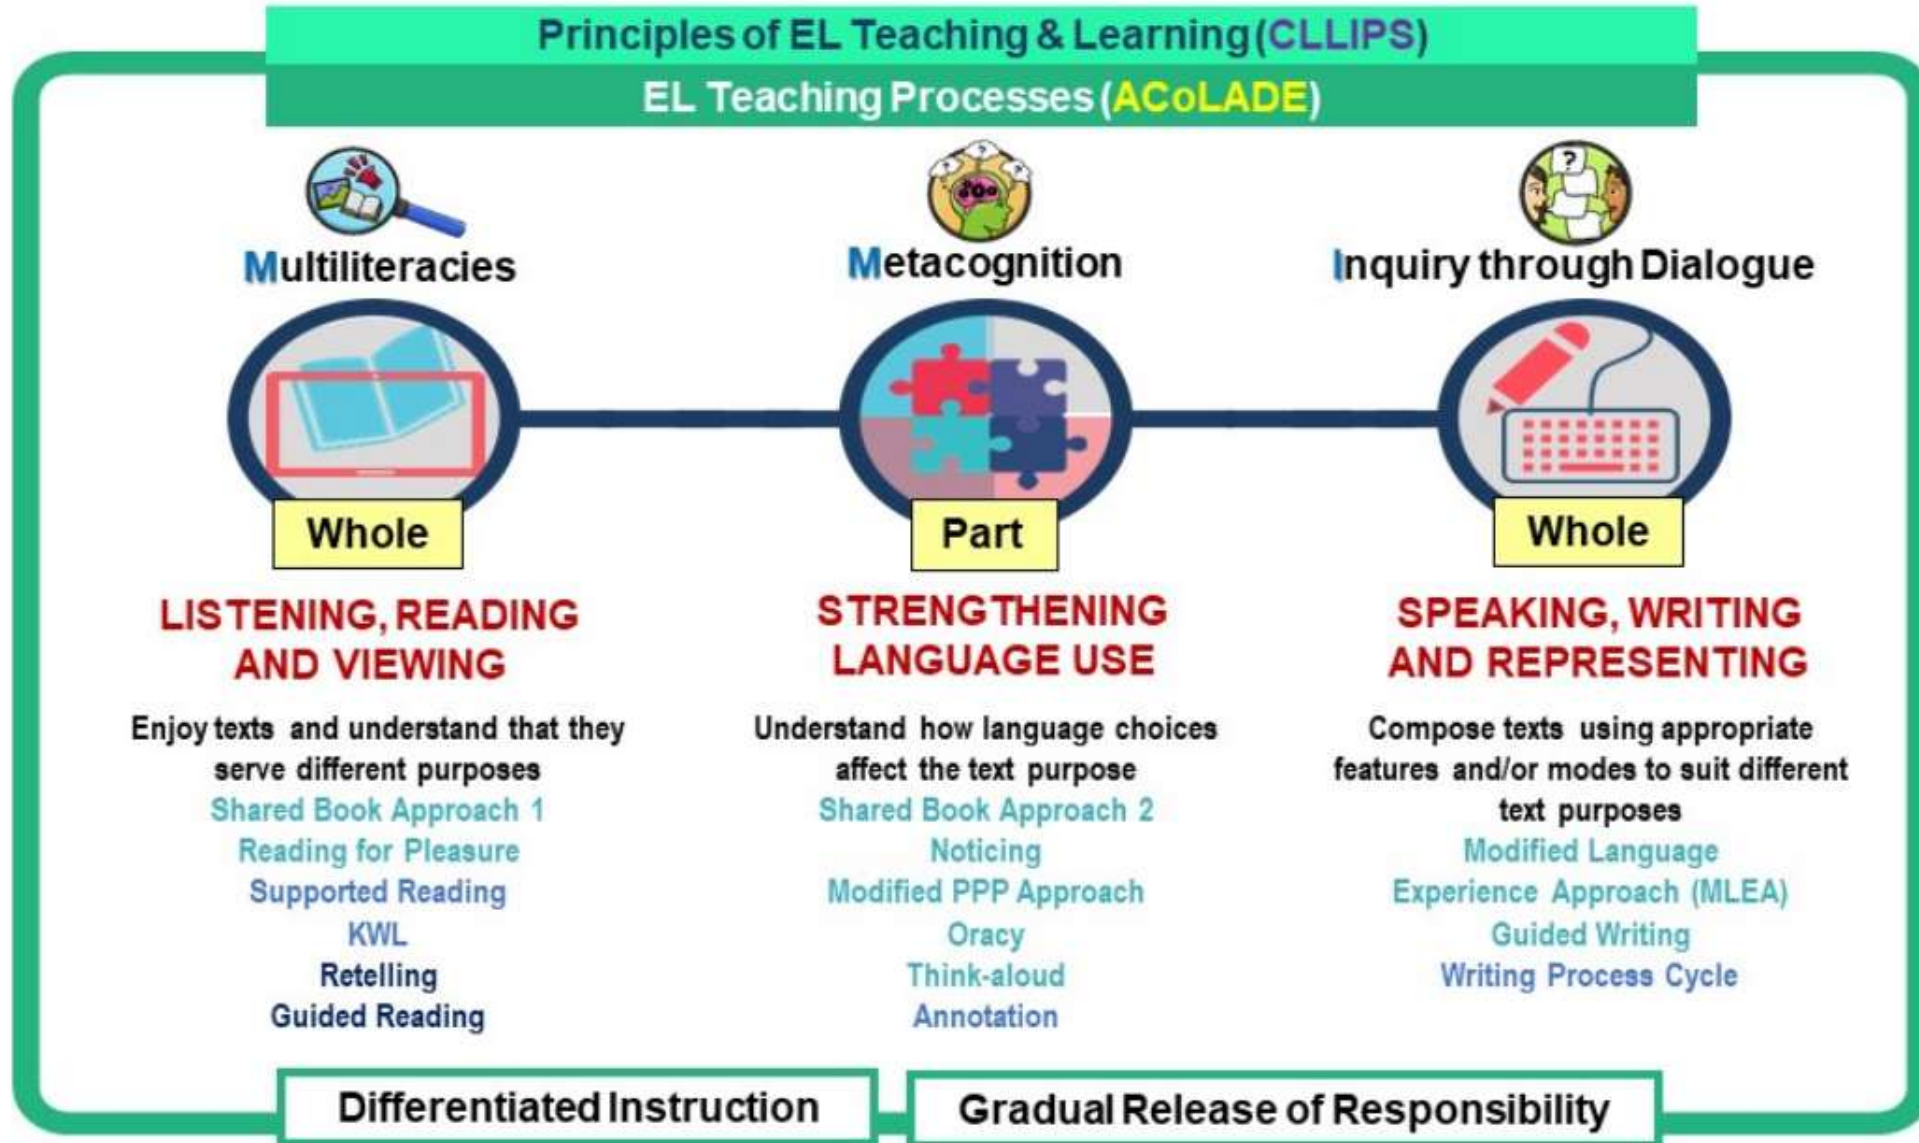 Principles of EL Teaching & Learning (CLLIPS)
EL Teaching Processes (ACoLADE)
Multiliteracies
Whole
LISTENING, READING
AND VIEWING
Enjoy texts and understand that they
serve different purposes
Shared Book Approach 1
Reading for Pleasure
Supported Reading
KWL
Retelling
Guided Reading
Metacognition
Part
STRENGTHENING
LANGUAGE USE
Understand how language choices
affect the text purpose
Shared Book Approach 2
Noticing
Modified PPP Approach
Oracy
Think-aloud
Annotation
Inquiry through Dialogue
Whole
SPEAKING, WRITING
AND REPRESENTING
Compose texts using appropriate
features and/or modes to suit different
text purposes
Modified Language
Experience Approach (MLEA)
Guided Writing
Writing Process Cycle
Differentiated Instruction
Gradual Release of Responsibility